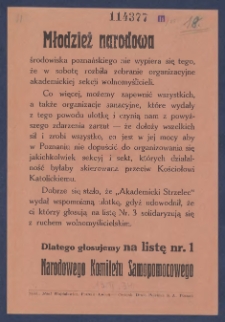 114377 III
18.
Młodzież narodowa
środowiska poznańskiego nie wypiera się tego,
że w sobotę rozbiła zebranie organizacyjne
akademickiej sekcji wolnomyślicieli.
Co więcej, możemy zapewnić wszystkich,
a także organizacje sanacyjne, które wydały
z tego powodu ulotkę i czynią nam z powyż-
szego zdarzenia zarzut — że dołoży wszelkich
sił i zrobi wszystko, co jest w jej mocy aby
w Poznaniu nie dopuścić do organizowania się
jakichkolwiek sekcyj i sekt, których działal-
ność byłaby skierowana przeciw Kościołowi
Katolickiemu.
Dobrze się stało, że „Akademicki Strzelec"
wydał wspomnianą ulotkę, gdyż udowodnił, że
ci którzy głosują na listę Nr. 3 solidaryzują się
z ruchem wolnomyślicielskim.
Dlatego głosujemy na listę nr. 1
Narodowego Komitetu Samopomocowego